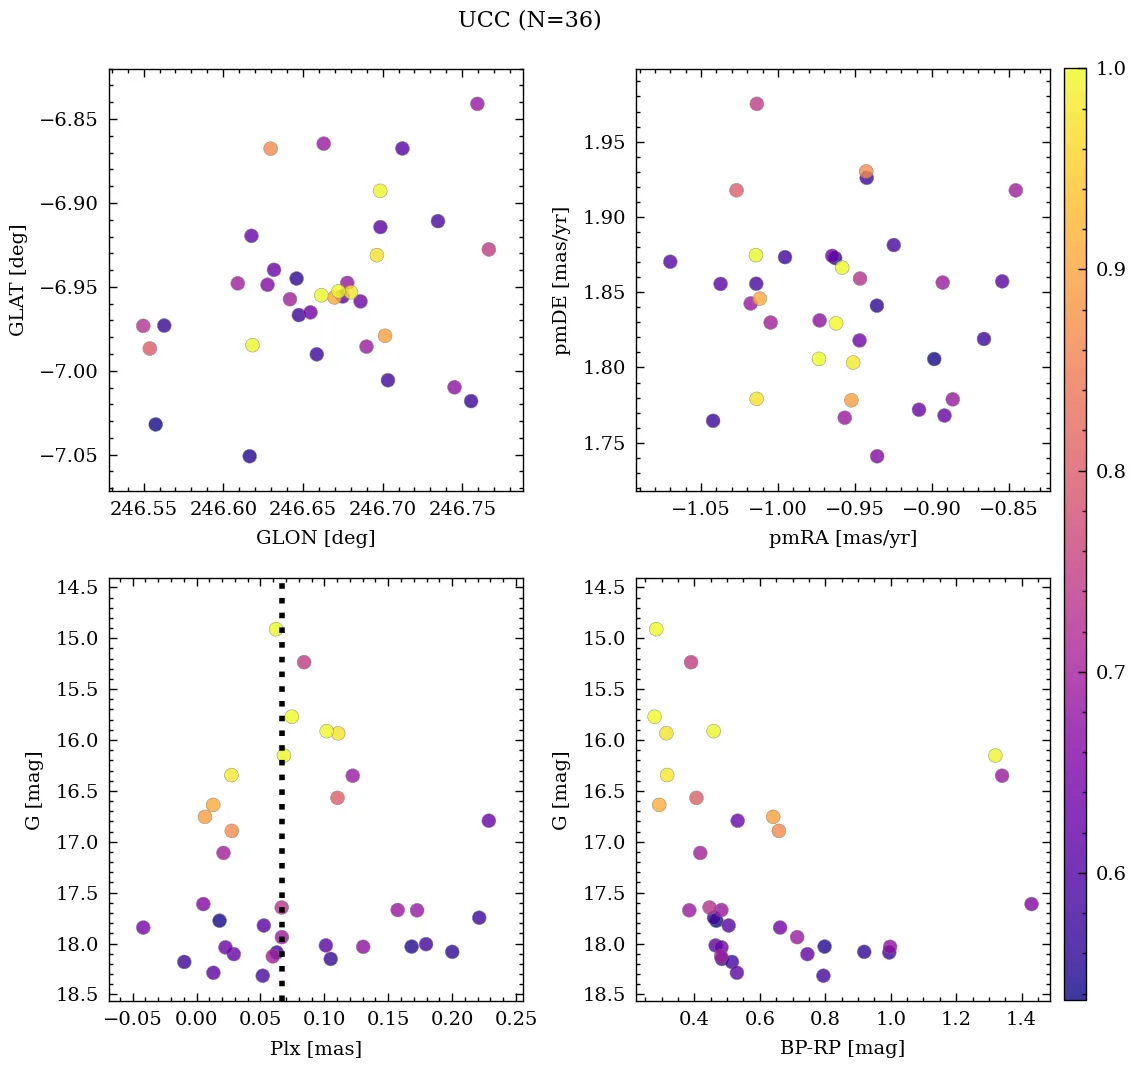 UCC (N=36)
−6.85
−6.90
−6.95
−7.00
−7.05
GLAT [deg]
246.55 246.60 246.65 246.70 246.75
GLON [deg]
1.95
1.90
1.85
1.80
1.75
pmDE [mas/yr]
−1.05 −1.00 −0.95 −0.90 −0.85
pmRA [mas/yr]
1.0
0.9
0.8
0.7
0.6
14.5
15.0
15.5
16.0
16.5
17.0
17.5
18.0
18.5
G [mag]
−0.05 0.00 0.05 0.10 0.15 0.20 0.25
Plx [mas]
14.5
15.0
15.5
16.0
16.5
17.0
17.5
18.0
18.5
G [mag]
0.4 0.6 0.8 1.0 1.2 1.4
BP-RP [mag]